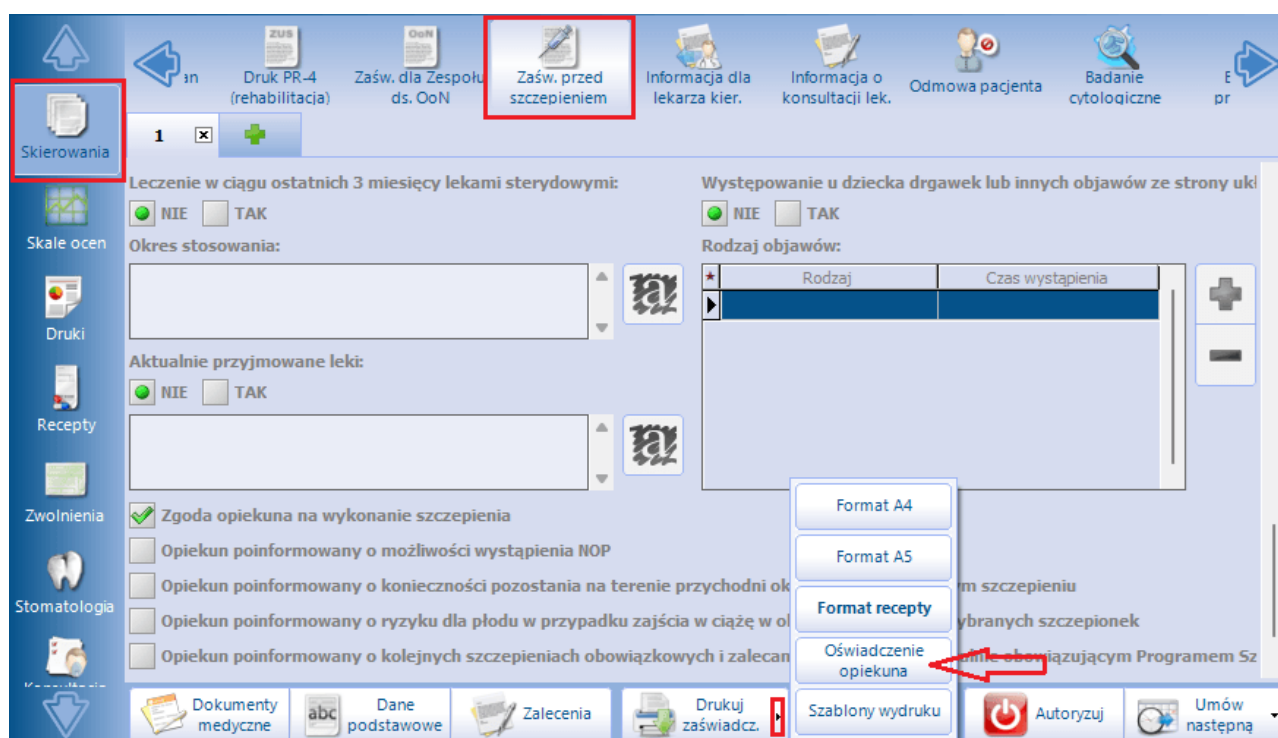 ZUS
OoN
an
Druk PR-4
(rehabilitacja)
Zaśw. dla Zespołu
ds. OoN
Zaśw. przed
szczepieniem
Informacja dla
lekarza kier.
Informacja o
konsultacji lek.
Odmowa pacjenta
Badanie
cytologiczne
pr
Skierowania
1
Skale ocen
Druki
Recepty
Zwolnienia
Stomatologia
Leczenie w ciągu ostatnich 3 miesięcy lekami sterydowymi:
NIE TAK
Okres stosowania:
Aktualnie przyjmowane leki:
NIE TAK
Występowanie u dziecka drgawek lub innych objawów ze strony ukł
NIE TAK
Rodzaj objawów:
Rodzaj Czas wystąpienia
Zgoda opiekuna na wykonanie szczepienia
Opiekun poinformowany o możliwości wystąpienia NOP
Opiekun poinformowany o konieczności pozostania na terenie przychodni ok m szczepieniu
Opiekun poinformowany o ryzyku dla płodu w przypadku zajścia w ciążę w o ybranych szczepionek
Opiekun poinformowany o kolejnych szczepieniach obowiązkowych i zalecan obowiązującym Programem Sz
Format A4
Format A5
Format recepty
Oświadczenie
opiekuna
Szablony wydruku
Dokumenty
medyczne
abc
Dane
podstawowe
Zalecenia
Drukuj
zaświadcz.
Autoryzuj
Umów
następną